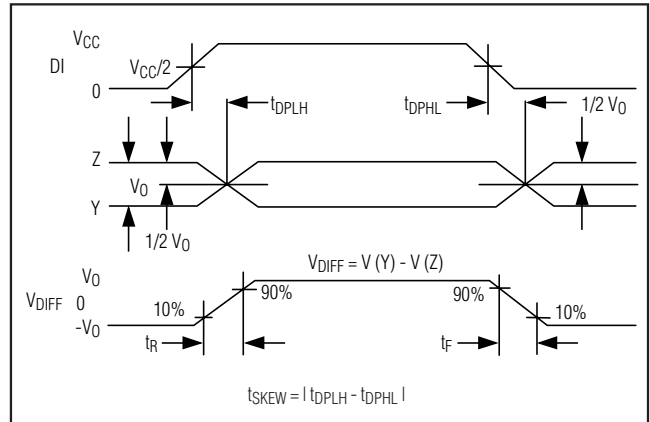 VCC
DI
VCC/2
0
tDPLH
tDPHL
1/2 VO
Z
VO
Y
1/2 VO
VDIFF = V (Y) - V (Z)
VO
VDIFF 0
-VO
10%
90%
90%
10%
tR
tF
tSKEW = | tDPLH - tDPHL |